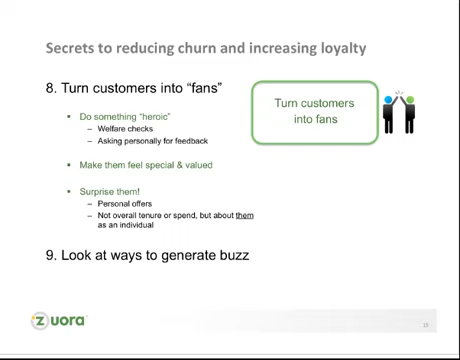 Secrets to reducing churn and increasing loyalty
8. Turn customers into “fans”
Do something “heroic”
– Welfare checks
– Asking personally for feedback
Make them feel special & valued
Surprise them!
– Personal offers
– Not overall tenure or spend, but about them
as an individual
Turn customers
into fans
9. Look at ways to generate buzz
zuora